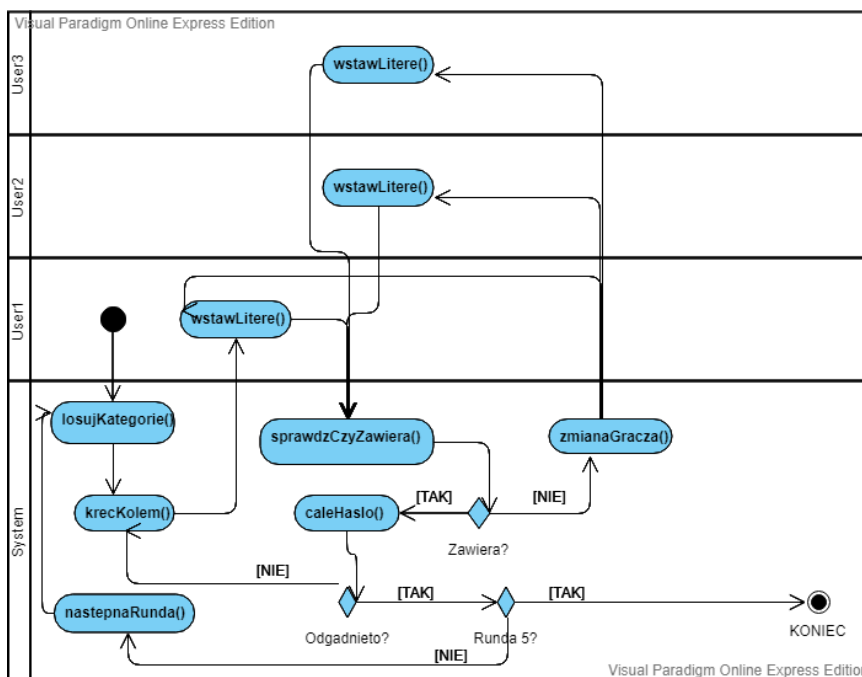 Visual Paradigm Online Express Edition
User3
wstawLitere()
User2
wstawLitere()
User1
wstawLitere()
System
losujKategorie()
sprawdzCzyZawiera()
zmianaGracza()
krecKolem()
caleHaslo()
[TAK]
[NIE]
Zawiera?
[NIE]
nastepnaRunda()
[TAK]
[TAK]
Odgadnieto?
Runda 5?
KONIEC
[NIE]
Visual Paradigm Online Express Edition